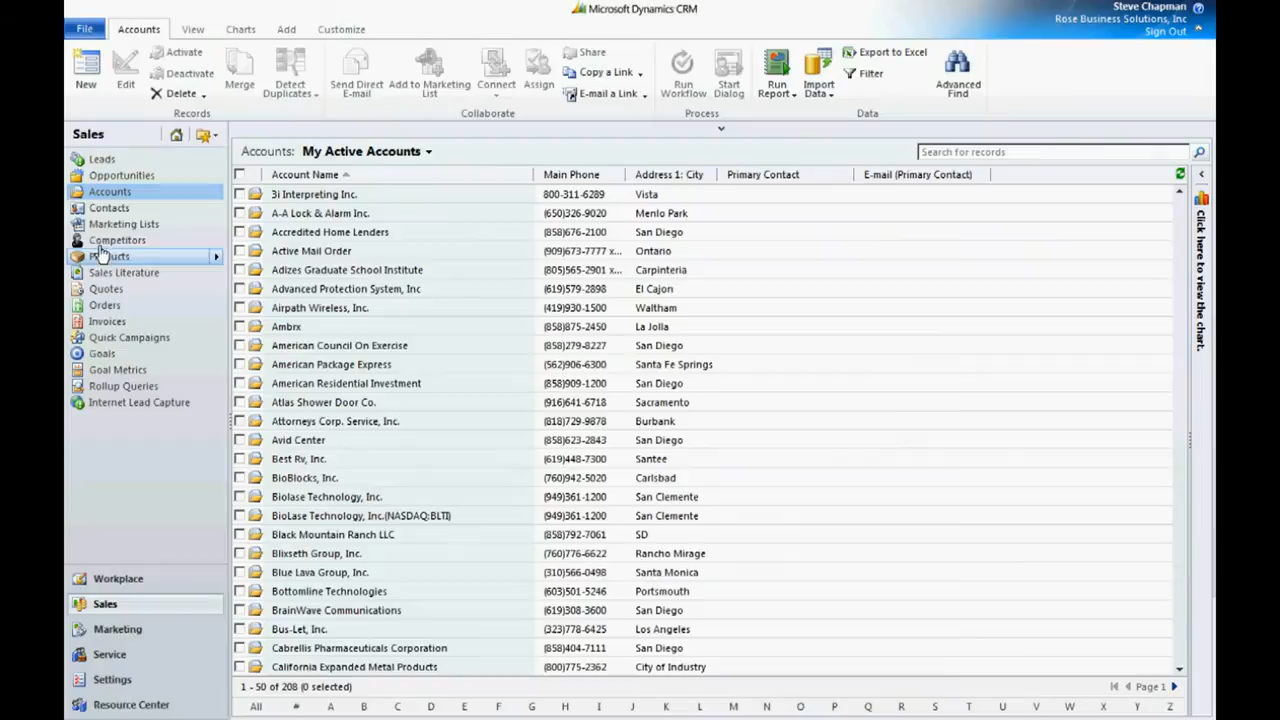 Microsoft Dynamics CRM
Steve Chapman
Rose Business Solutions, Inc
Sign Out
File Accounts View Charts Add Customize
New
Edit
Activate
Deactivate
Delete
Merge
Detect Duplicates
Records
Send Direct E-mail
Add to Marketing List
Connect
Assign
Share
Copy a Link
E-mail a Link
Collaborate
Run Workflow
Start Dialog
Process
Run Report
Import Data
Export to Excel
Filter
Advanced Find
Data
Sales
Leads
Opportunities
Accounts
Contacts
Marketing Lists
Competitors
Products
Sales Literature
Quotes
Orders
Invoices
Quick Campaigns
Goals
Goal Metrics
Rollup Queries
Internet Lead Capture
Workplace
Sales
Marketing
Service
Settings
Resource Center
Accounts: My Active Accounts
Search for records
Account Name Main Phone Address 1: City Primary Contact E-mail (Primary Contact)
3i Interpreting Inc. 800-311-6289 Vista
A-A Lock & Alarm Inc. (650)326-9020 Menlo Park
Accredited Home Lenders (858)676-2100 San Diego
Active Mail Order (909)673-7777 x... Ontario
Adizes Graduate School Institute (805)565-2901 x... Carpinteria
Advanced Protection System, Inc (619)579-2898 El Cajon
Airpath Wireless, Inc. (419)930-1500 Waltham
Ambrx (858)875-2450 La Jolla
American Council On Exercise (858)279-8227 San Diego
American Package Express (562)906-6300 Santa Fe Springs
American Residential Investment (858)909-1200 San Diego
Atlas Shower Door Co. (916)641-6718 Sacramento
Attorneys Corp. Service, Inc. (818)729-9878 Burbank
Avid Center (858)623-2843 San Diego
Best Rv, Inc. (619)448-7300 Santee
BioBlocks, Inc. (760)942-5020 Carlsbad
Biolase Technology, Inc. (949)361-1200 San Clemente
BioLase Technology, Inc.(NASDAQ:BLTI) (949)361-1200 San Clemente
Black Mountain Ranch LLC (858)792-7061 SD
Blixseth Group, Inc. (760)776-6622 Rancho Mirage
Blue Lava Group, Inc. (310)566-0498 Santa Monica
Bottomline Technologies (603)501-5246 Portsmouth
BrainWave Communications (619)308-3600 San Diego
Bus-Let, Inc. (323)778-6425 Los Angeles
Cabrellis Pharmaceuticals Corporation (858)404-7111 San Diego
California Expanded Metal Products (800)775-2362 City of Industry
1 - 50 of 208 (0 selected) Page 1
All # A B C D E F G H I J K L M N O P Q R S T U V W X Y Z
Click here to view the chart.